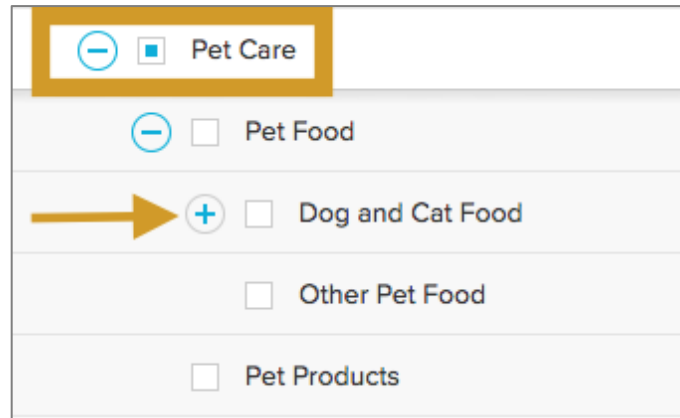 Pet Care
Pet Food
Dog and Cat Food
Other Pet Food
Pet Products